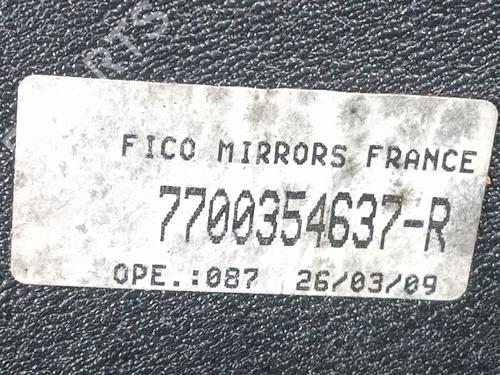 FICO MIRRORS FRANCE
7700354637-R
OPE.:087 26/03/09